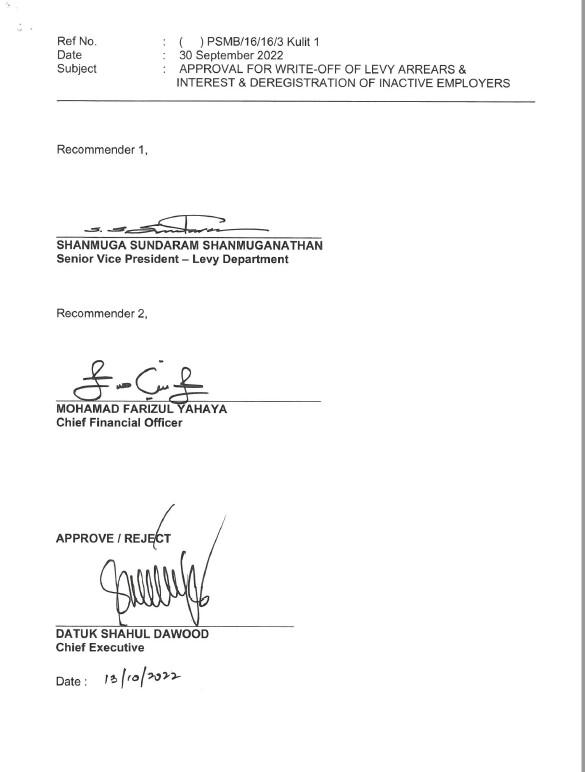 Ref No. : ( ) PSMB/16/16/3 Kulit 1
Date : 30 September 2022
Subject : APPROVAL FOR WRITE-OFF OF LEVY ARREARS &
INTEREST & DEREGISTRATION OF INACTIVE EMPLOYERS
Recommender 1,
SHANMUGA SUNDARAM SHANMUGANATHAN
Senior Vice President – Levy Department
Recommender 2,
MOHAMAD FARIZUL YAHAYA
Chief Financial Officer
APPROVE / REJECT
DATUK SHAHUL DAWOOD
Chief Executive
Date : 13/10/2022